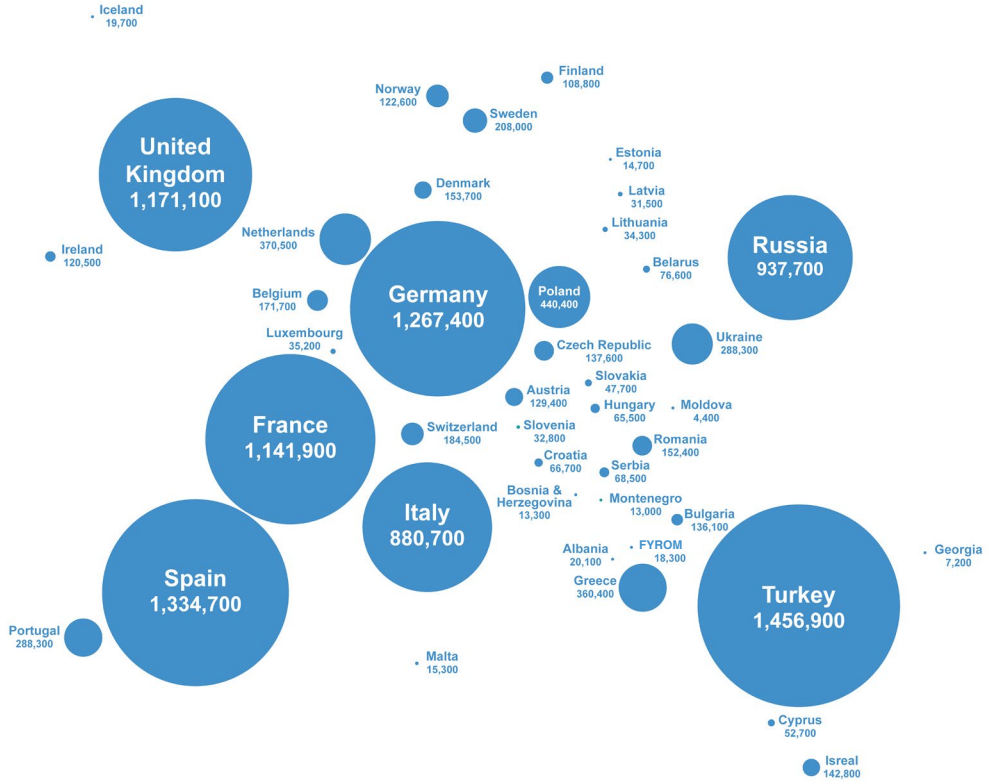 Iceland
19,700
Finland
108,800
Norway
122,600
Sweden
208,000
United
Kingdom
1,171,100
Estonia
14,700
Denmark
153,700
Latvia
31,500
Lithuania
34,300
Netherlands
370,500
Russia
937,700
Ireland
120,500
Belarus
76,600
Belgium
171,700
Germany
1,267,400
Poland
440,400
Luxembourg
35,200
Czech Republic
137,600
Ukraine
288,300
Slovakia
47,700
Austria
129,400
Hungary
65,500
Moldova
4,400
France
1,141,900
Switzerland
184,500
Slovenia
32,800
Romania
152,400
Croatia
66,700
Serbia
68,500
Bosnia &
Herzegovina
13,300
Montenegro
13,000
Italy
880,700
Bulgaria
136,100
Albania
20,100
FYROM
18,300
Georgia
7,200
Spain
1,334,700
Greece
360,400
Turkey
1,456,900
Portugal
288,300
Malta
15,300
Cyprus
52,700
Isreal
142,800